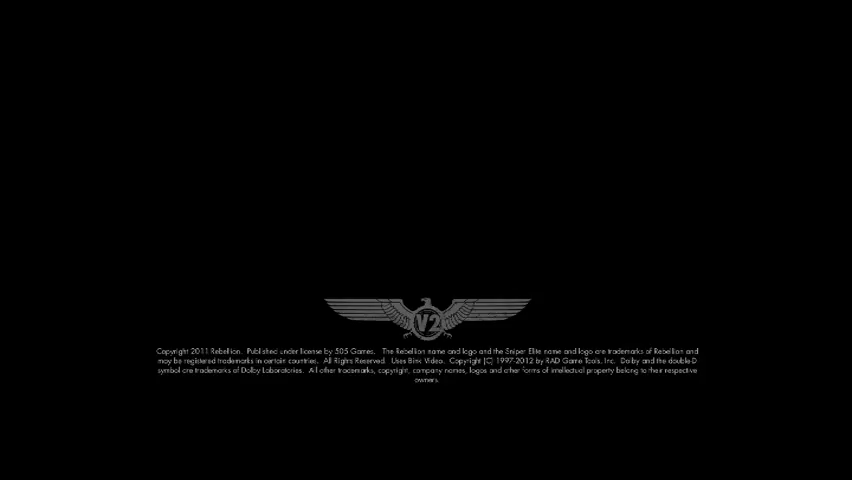 V2
Copyright 2011 Rebellion. Published under license by 505 Games. The Rebellion name and logo and the Sniper Elite name and logo are trademarks of Rebellion and
may be registered trademarks in certain countries. All Rights Reserved. Uses Bink Video. Copyright (C) 1997-2012 by RAD Game Tools, Inc. Dolby and the double-D
symbol are trademarks of Dolby Laboratories. All other trademarks, copyright, company names, logos and other forms of intellectual property belong to their respective
owners.